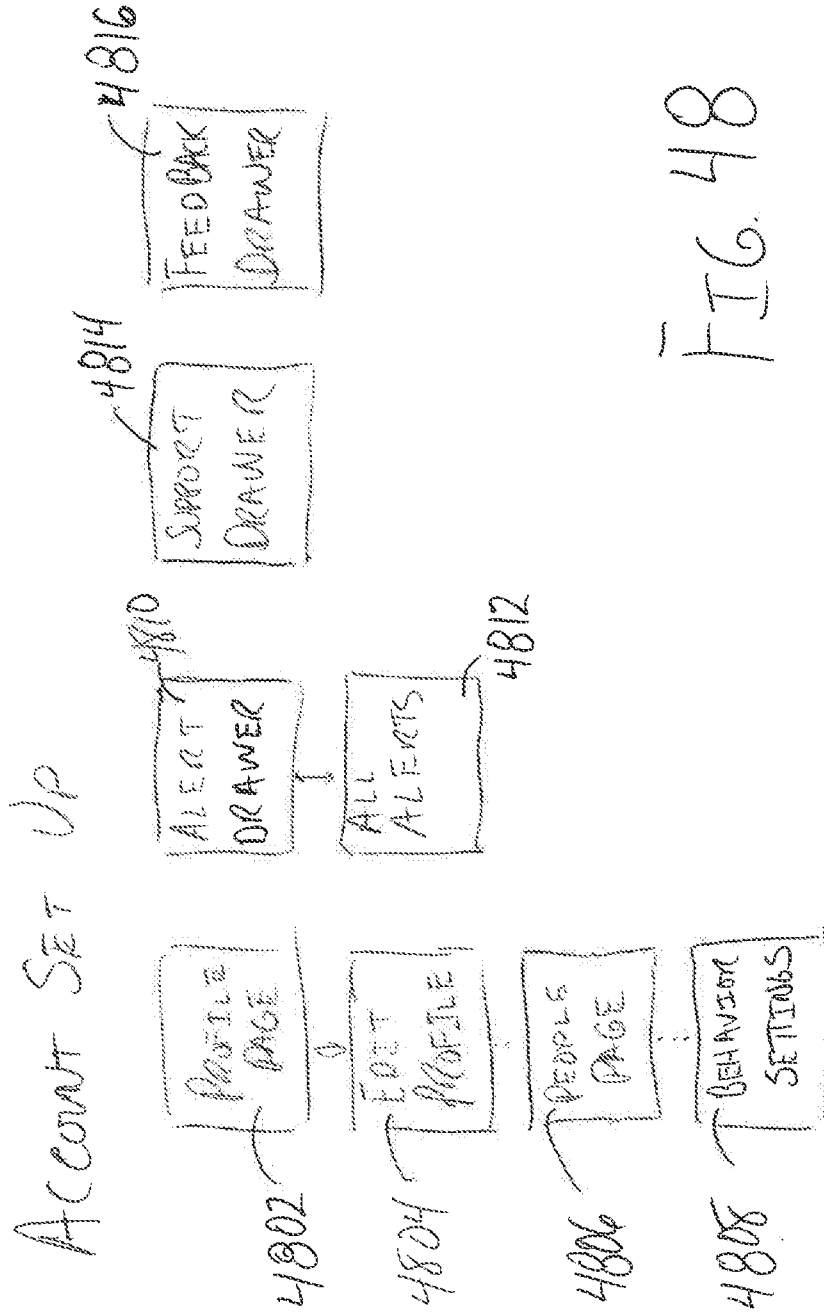 ACCOUNT SET UP
4802
PROFILE
PAGE
4804
EDIT
PROFILE
4806
PEOPLE
PAGE
4808
BEHAVIOR
SETTINGS
4810
ALERT
DRAWER
ALL
ALERTS
4812
4814
SUPPORT
DRAWER
4816
FEEDBACK
DRAWER
FIG. 48